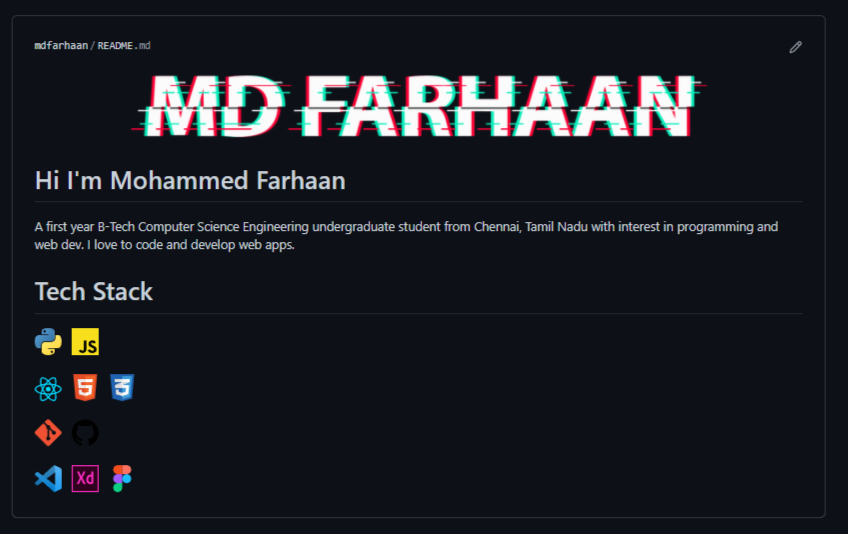 mdfarhaan/README.md
MD FARHAAN
Hi I'm Mohammed Farhaan
A first year B-Tech Computer Science Engineering undergraduate student from Chennai, Tamil Nadu with interest in programming and
web dev. I love to code and develop web apps.
Tech Stack
JS
5 3
Xd